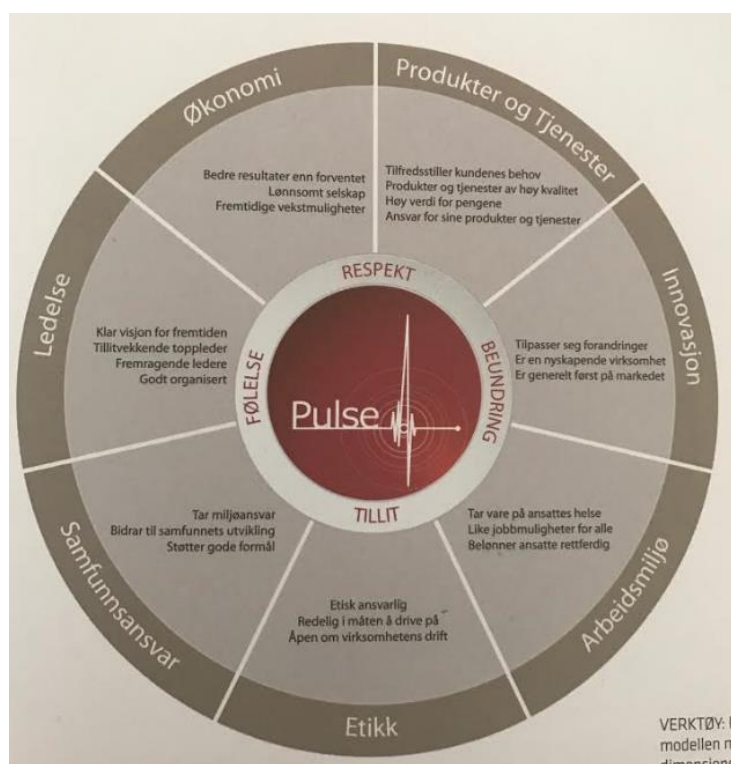 Økonomi
Bedre resultater enn forventet
Lønnsomt selskap
Fremtidige vekstmuligheter
Produkter og Tjenester
Tilfredsstiller kundenes behov
Produkter og tjenester av høy kvalitet
Høy verdi for pengene
Ansvar for sine produkter og tjenester
Innovasjon
Tilpasser seg forandringer
Er en nyskapende virksomhet
Er generelt først på markedet
Arbeidsmiljø
Tar vare på ansattes helse
Like jobbmuligheter for alle
Belønner ansatte rettferdig
Etikk
Etisk ansvarlig
Redelig i måten å drive på
Åpen om virksomhetens drift
Samfunnsansvar
Tar miljøansvar
Bidrar til samfunnets utvikling
Støtter gode formål
Ledelse
Klar visjon for fremtiden
Tillitvekkende toppleder
Fremragende ledere
Godt organisert
RESPEKT
BEUNDRING
TILLIT
FØLELSE
Pulse
VERKTØY:
modellen